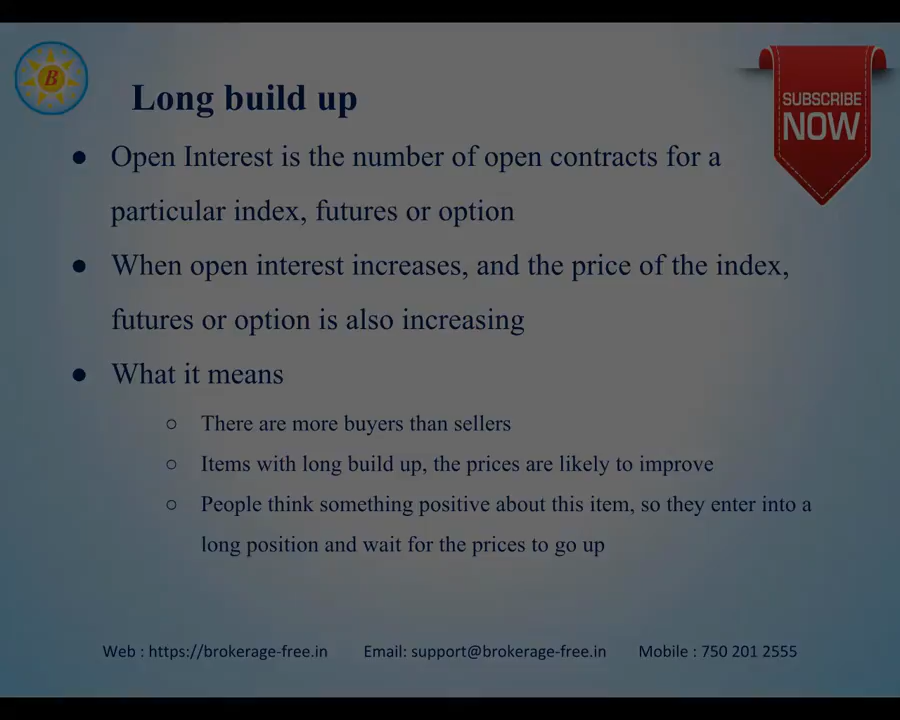 B
Long build up
SUBSCRIBE
NOW
● Open Interest is the number of open contracts for a
particular index, futures or option
● When open interest increases, and the price of the index,
futures or option is also increasing
● What it means
○ There are more buyers than sellers
○ Items with long build up, the prices are likely to improve
○ People think something positive about this item, so they enter into a
long position and wait for the prices to go up
Web : https://brokerage-free.in Email: support@brokerage-free.in Mobile : 750 201 2555